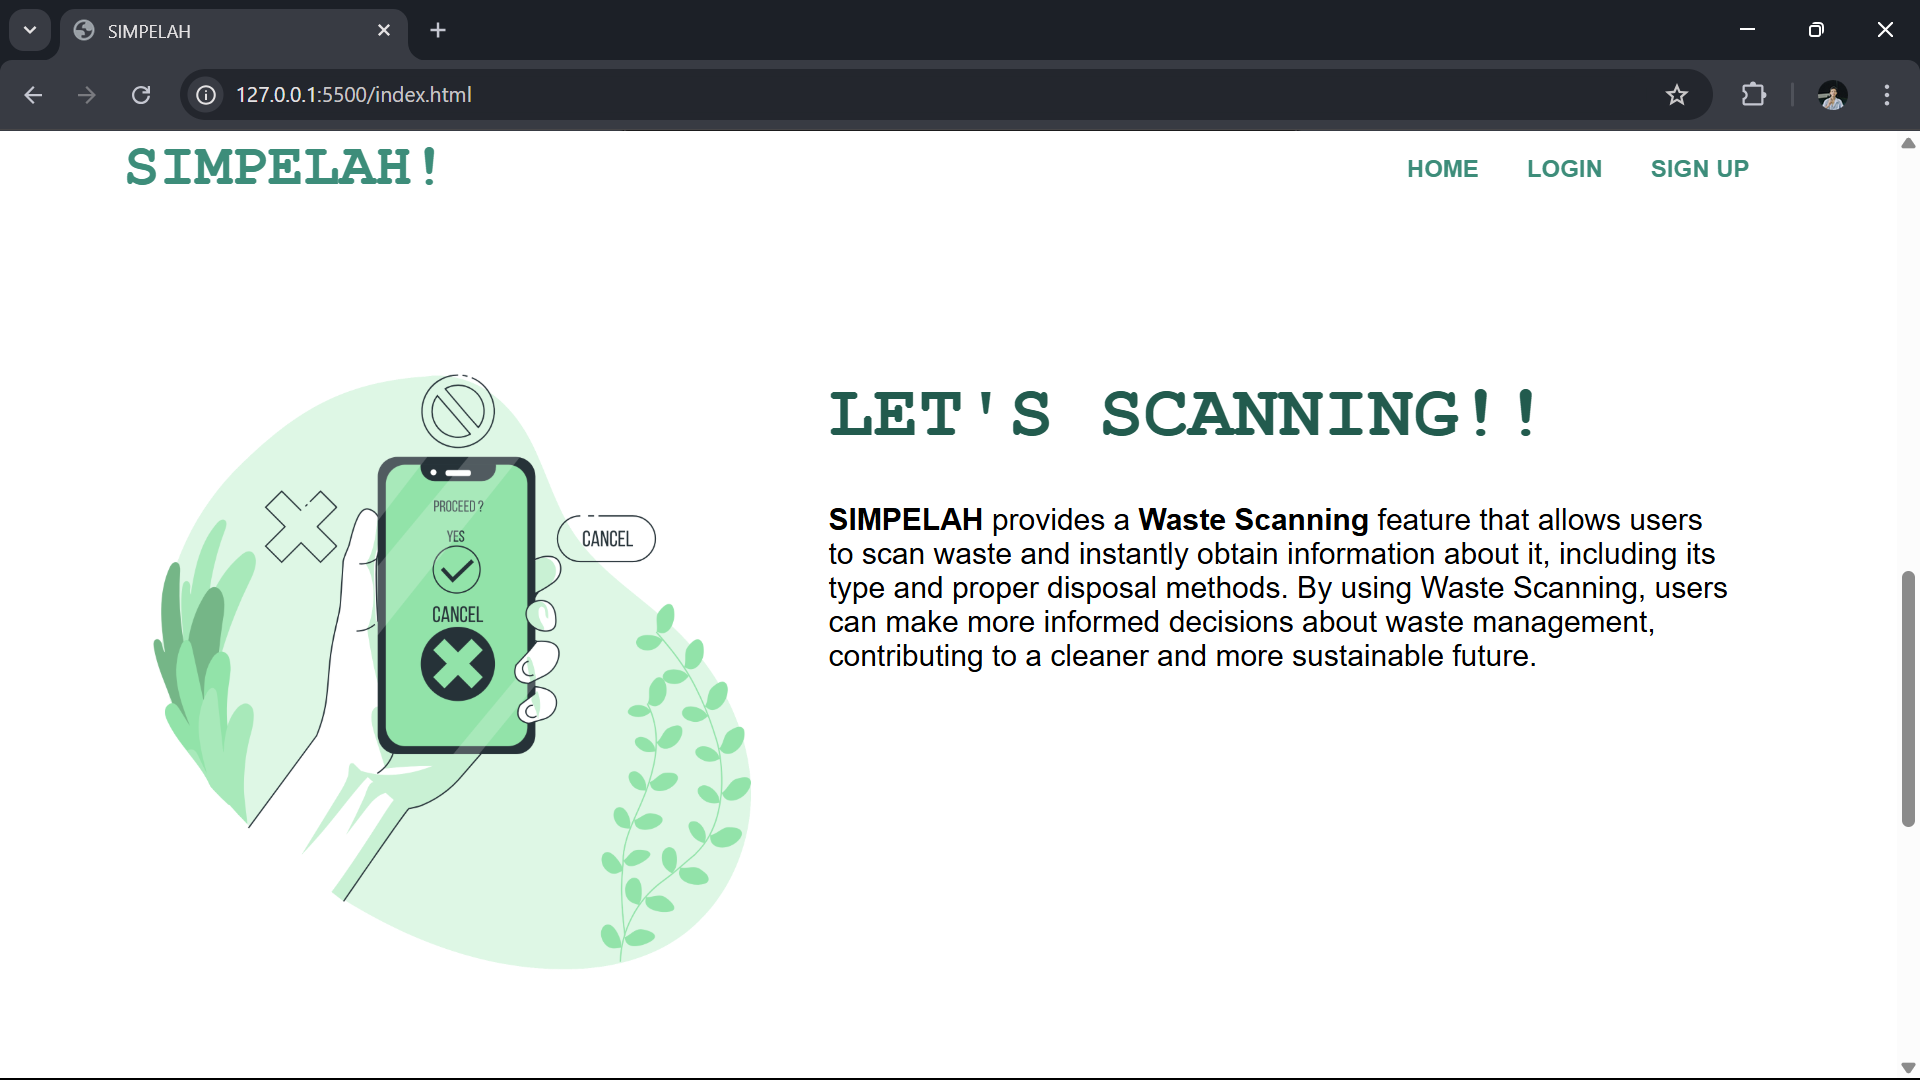 SIMPELAH
127.0.0.1:5500/index.html
SIMPELAH!
HOME LOGIN SIGN UP
PROCEED ?
YES
CANCEL
CANCEL
LET'S SCANNING!!
SIMPELAH provides a Waste Scanning feature that allows users
to scan waste and instantly obtain information about it, including its
type and proper disposal methods. By using Waste Scanning, users
can make more informed decisions about waste management,
contributing to a cleaner and more sustainable future.